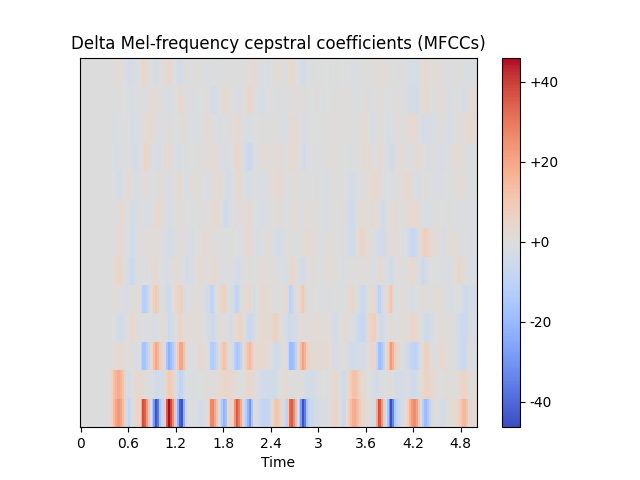 Delta Mel-frequency cepstral coefficients (MFCCs)
+40
+20
+0
-20
-40
0 0.6 1.2 1.8 2.4 3 3.6 4.2 4.8
Time